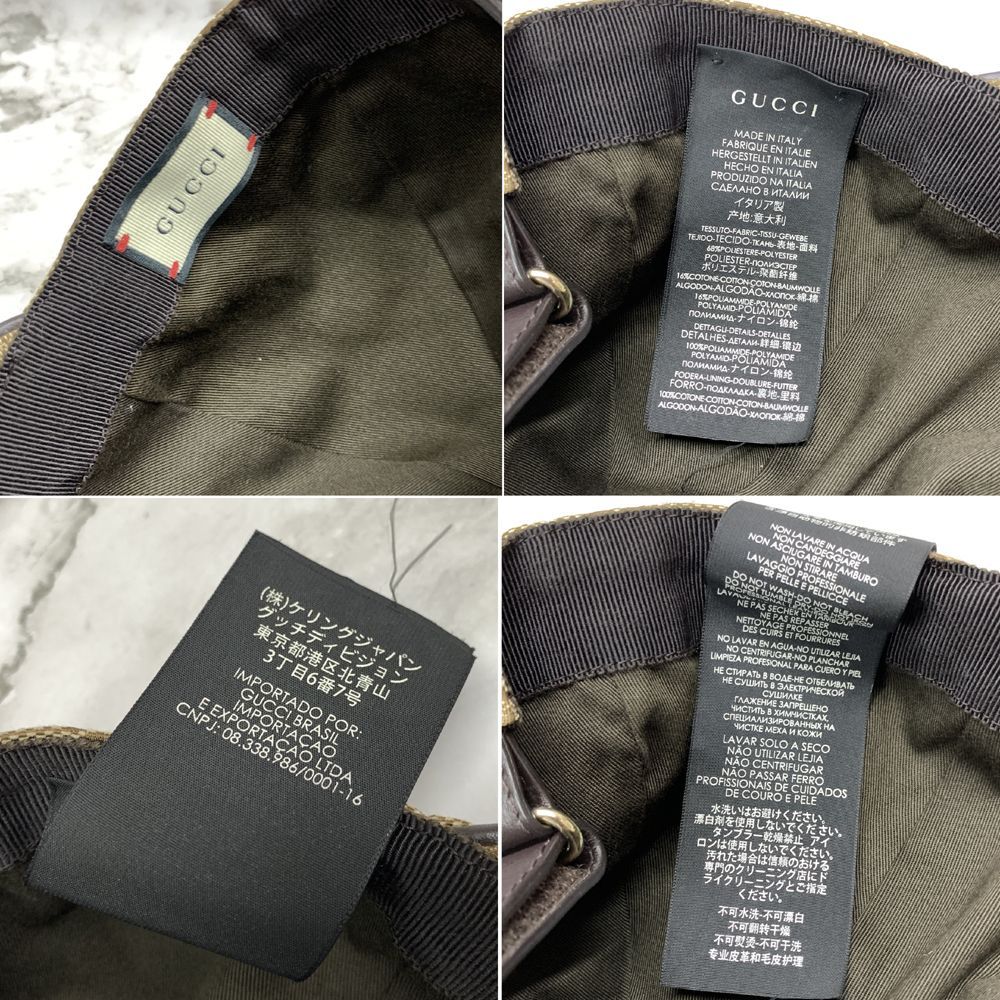 GUCCI
GUCCI
MADE IN ITALY
FABRIQUE EN ITALIE
HERGESTELLT IN ITALIEN
HECHO EN ITALIA
PRODUZIDO NA ITALIA
СДЕЛАНО В ИТАЛИИ
イタリア製
产地:意大利
TESSUTO-FABRIC-TISSU-GEWEBE
TEJIDO-TECIDO-ТКАНЬ-表地-面料
68%POLIESTERE-POLYESTER
POLIESTER-ПОЛИЭСТЕР
ポリエステル-聚酯纤维
16%COTONE-COTTON-COTON-BAUMWOLLE
ALGODON-ALGODÃO-ХЛОПОК-綿-棉
16%POLIAMMIDE-POLYAMIDE
POLYAMID-POLIAMIDA
ПОЛИАМИД-ナイロン-锦纶
DETTAGLI-DETAILS-DETALLES
DETALHES-ДЕТАЛИ-詳細-镶边
100%POLIAMMIDE-POLYAMIDE
POLYAMID-POLIAMIDA
ПОЛИАМИД-ナイロン-锦纶
FODERA-LINING-DOUBLURE-FUTTER
FORRO-ПОДКЛАДКА-裏地-里料
100%COTONE-COTTON-COTON-BAUMWOLLE
ALGODON-ALGODÃO-ХЛОПОК-綿-棉
(株)ケリングジャパン
グッチディビジョン
東京都港区北青山
3丁目6番7号
IMPORTADO POR:
GUCCI BRASIL
IMPORTACAO
E EXPORTACAO LTDA
CNPJ: 08.338.986/0001-16
NON LAVARE IN ACQUA
NON CANDEGGIARE
NON ASCIUGARE IN TAMBURO
NON STIRARE
LAVAGGIO PROFESSIONALE
PER PELLE E PELLICCE
DO NOT WASH-DO NOT BLEACH
DO NOT TUMBLE DRY-DO NOT
NE PAS SECHER EN TAMBOUR
NE PAS REPASSER
NETTOYAGE PROFESSIONNEL
DES CUIRS ET FOURRURES
NO LAVAR EN AGUA-NO UTILIZAR LEJIA
NO CENTRIFUGAR-NO PLANCHAR
LIMPIEZA PROFESIONAL PARA CUERO Y PIEL
НЕ СТИРАТЬ В ВОДЕ-НЕ ОТБЕЛИВАТЬ
НЕ СУШИТЬ В ЭЛЕКТРИЧЕСКОЙ
СУШИЛКЕ
ГЛАЖЕНИЕ ЗАПРЕЩЕНО
ЧИСТИТЬ В ХИМЧИСТКАХ,
СПЕЦИАЛИЗИРОВАННЫХ НА
ЧИСТКЕ МЕХА И КОЖИ
LAVAR SOLO A SECO
NÃO UTILIZAR LEJIA
NÃO CENTRIFUGAR
NÃO PASSAR FERRO
PROFISSIONAIS DE CUIDADOS
DE COURO E PELE
水洗いはお避けください。
漂白剤を使用しないでください。
タンブラー乾燥禁止 アイ
ロンは使用しないでください。
汚れた場合は信頼のおける
専門のクリーニング店にド
ライクリーニングとご指定
ください。
不可水洗-不可漂白
不可翻转干燥
不可熨烫-不可干洗
专业皮革和毛皮护理